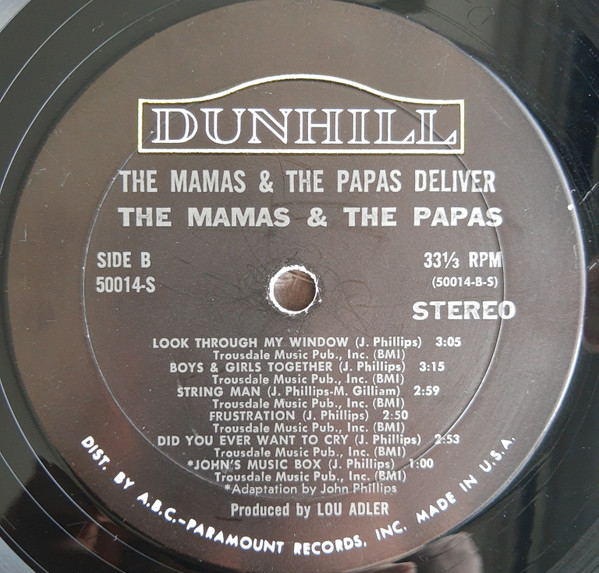 DUNHILL
THE MAMAS & THE PAPAS DELIVER
THE MAMAS & THE PAPAS
SIDE B 33⅓ RPM
50014-S (50014-B-S)
STEREO
LOOK THROUGH MY WINDOW (J. Phillips) 3:05
Trousdale Music Pub., Inc. (BMI)
BOYS & GIRLS TOGETHER (J. Phillips) 3:15
Trousdale Music Pub., Inc. (BMI)
STRING MAN (J. Phillips-M. Gilliam) 2:59
Trousdale Music Pub., Inc. (BMI)
FRUSTRATION (J. Phillips) 2:50
Trousdale Music Pub., Inc. (BMI)
DID YOU EVER WANT TO CRY (J. Phillips) 2:53
Trousdale Music Pub., Inc. (BMI)
*JOHN'S MUSIC BOX (J. Phillips) 1:00
Trousdale Music Pub., Inc. (BMI)
*Adaptation by John Phillips
Produced by LOU ADLER
DIST. BY A.B.C.-PARAMOUNT RECORDS, INC. MADE IN U.S.A.